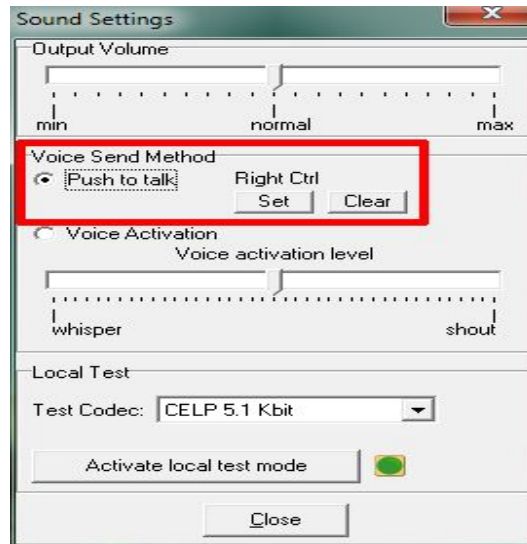 Sound Settings
Output Volume
min normal max
Voice Send Method
Push to talk Right Ctrl
Set Clear
Voice Activation
Voice activation level
whisper shout
Local Test
Test Codec: CELP 5.1 Kbit
Activate local test mode
Close